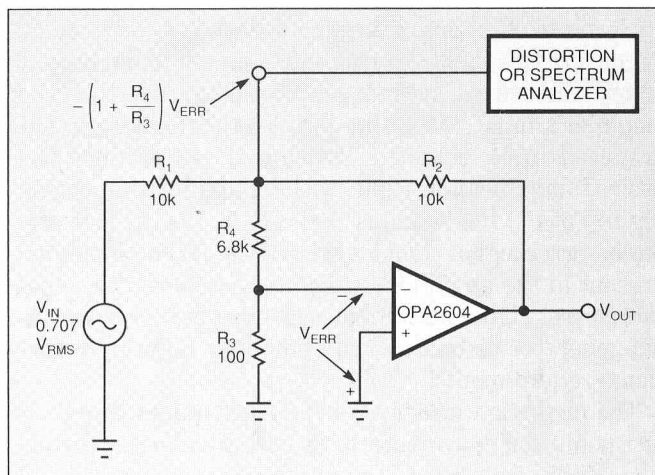 DISTORTION
OR SPECTRUM
ANALYZER
−(1 + R4/R3) VERR
R1
10k
R2
10k
R4
6.8k
−
−
OPA2604
VOUT
VIN
0.707
VRMS
R3
100
VERR
+
+